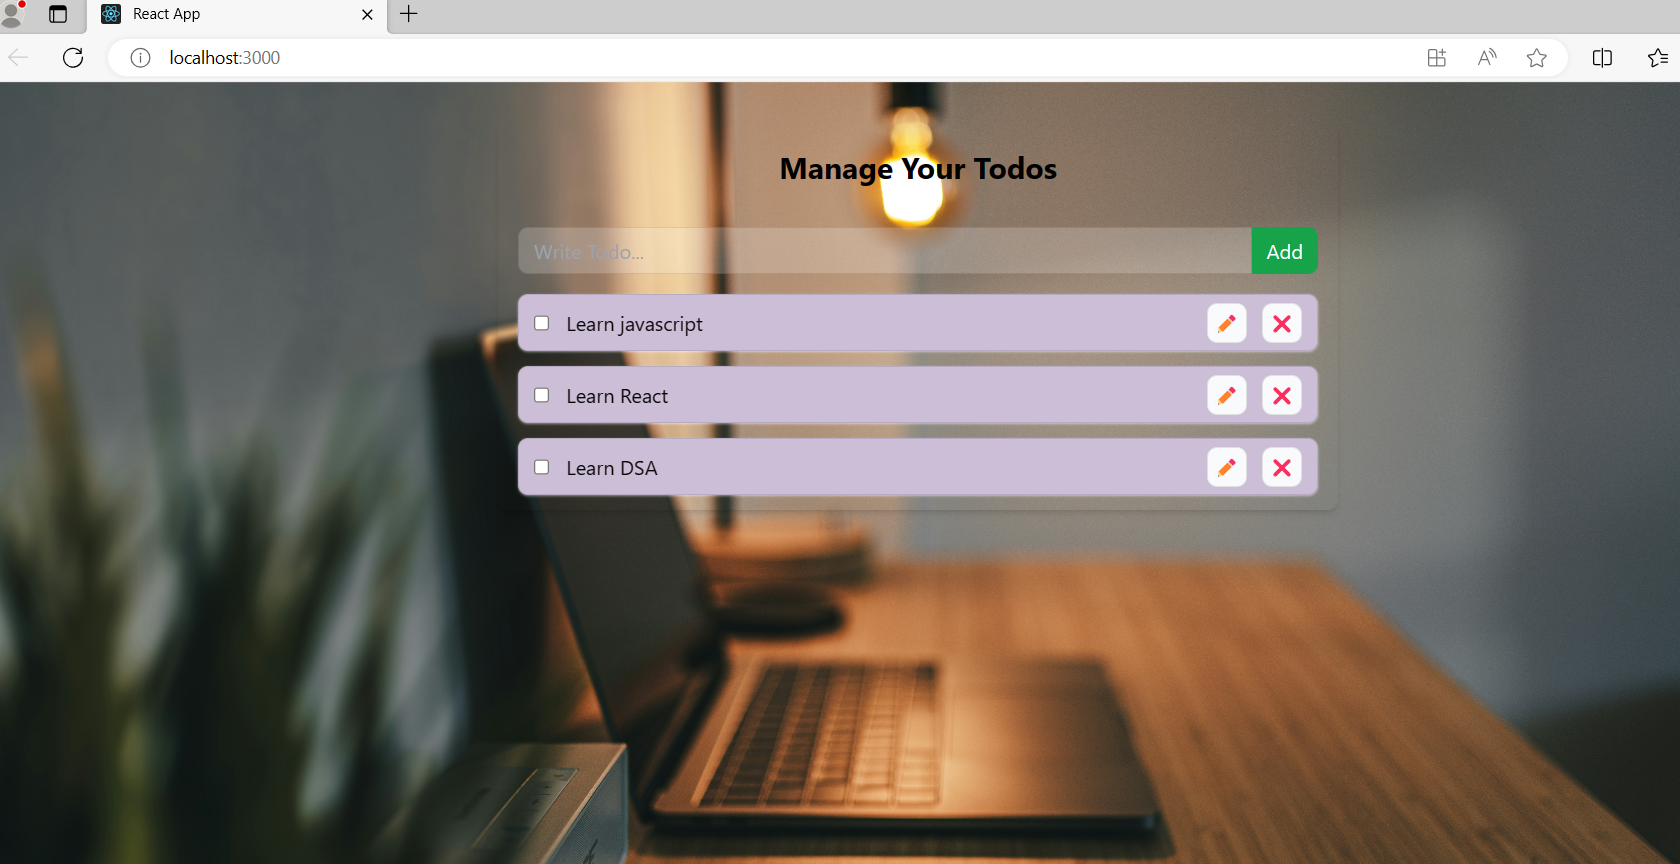 React App
localhost:3000
Manage Your Todos
Write Todo...
Add
Learn javascript
Learn React
Learn DSA